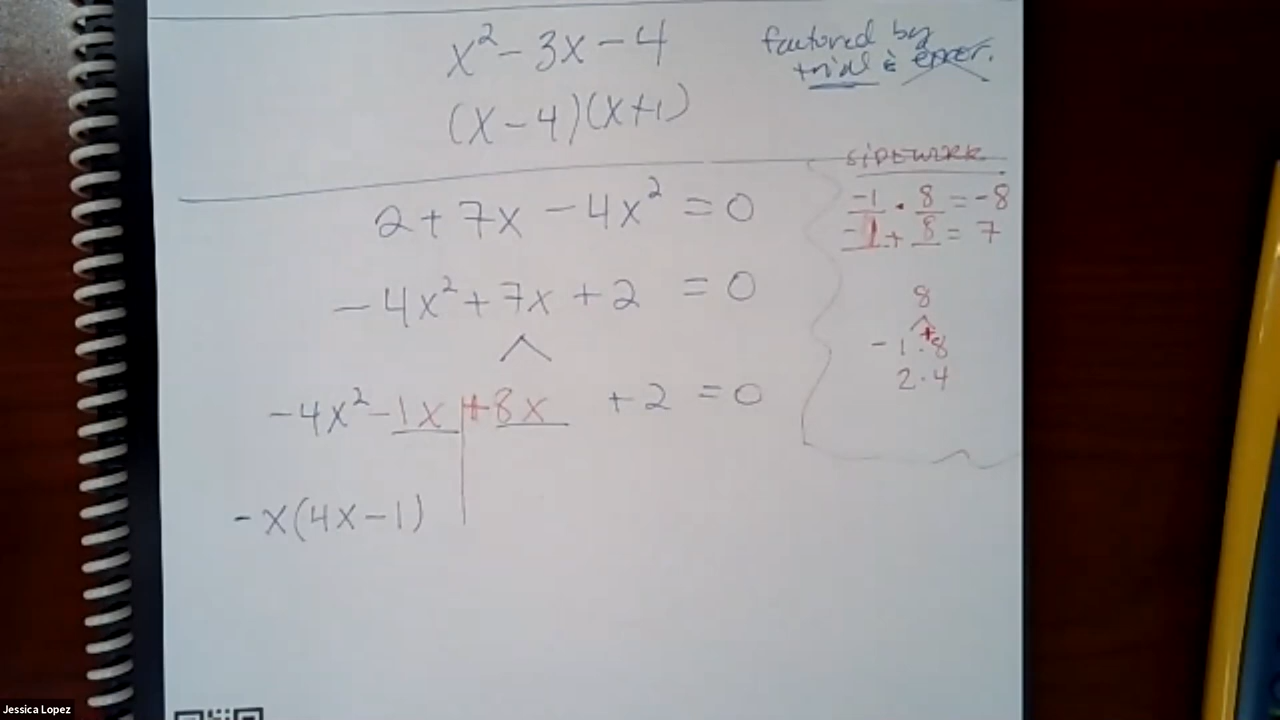 x² - 3x - 4
(x - 4)(x + 1)
factored by
trial & error.
2 + 7x - 4x² = 0
-4x² + 7x + 2 = 0
-4x² - 1x + 8x + 2 = 0
-x(4x - 1)
SIDEWORK
-1 · 8 = -8
-1 + 8 = 7
8
-1 · +8
2 · 4
Jessica Lopez